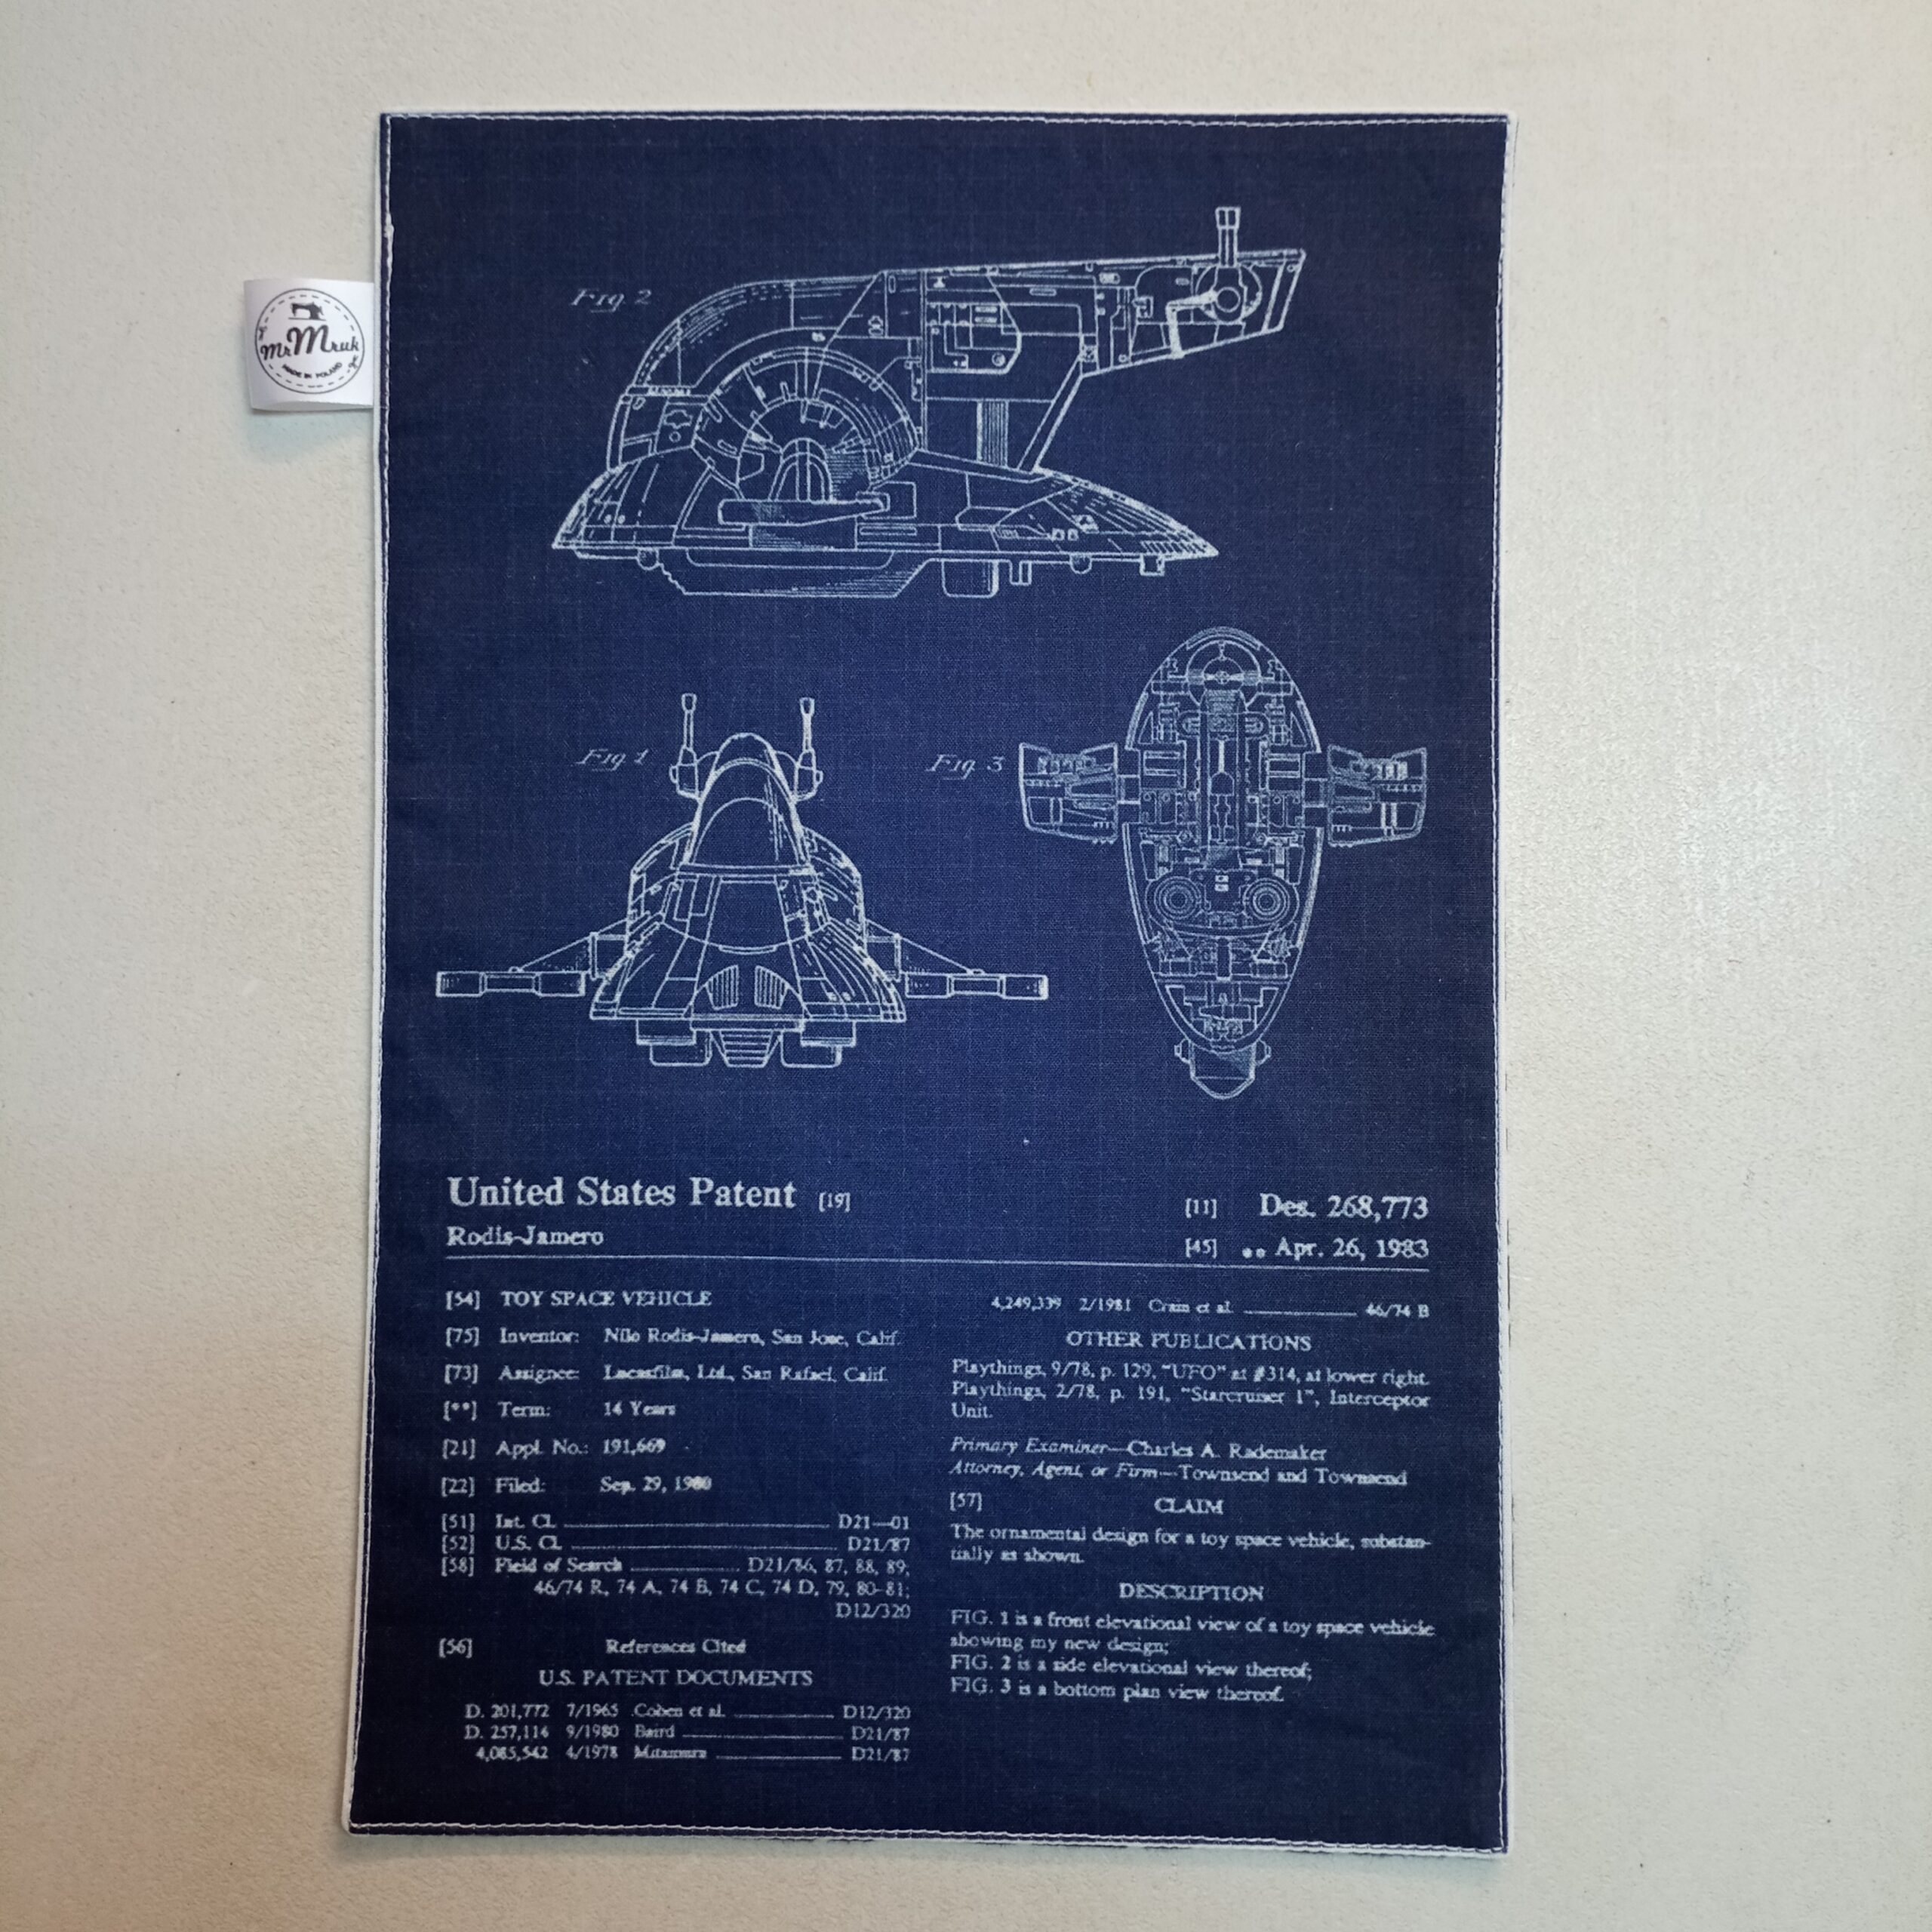 Fig 2
Mr Mruk
MADE IN POLAND
Fig 1
Fig 3
United States Patent [19]
Rodis-Jamero
[11] Des. 268,773
[45] ** Apr. 26, 1983
[54] TOY SPACE VEHICLE
[75] Inventor: Nilo Rodis-Jamero, San Jose, Calif.
[73] Assignee: Lucasfilm, Ltd., San Rafael, Calif.
[**] Term: 14 Years
[21] Appl. No.: 191,669
[22] Filed: Sep. 29, 1980
[51] Int. Cl. D21—01
[52] U.S. Cl. D21/87
[58] Field of Search D21/86, 87, 88, 89;
46/74 R, 74 A, 74 B, 74 C, 74 D, 79, 80-81;
D12/320
[56] References Cited
U.S. PATENT DOCUMENTS
D. 201,772 7/1965 Cohen et al. D12/320
D. 257,116 9/1980 Baird D21/87
4,085,542 4/1978 Mitamura D21/87
4,249,339 2/1981 Crain et al. 46/74 B
OTHER PUBLICATIONS
Playthings, 9/78, p. 129, "UFO" at #314, at lower right.
Playthings, 2/78, p. 191, "Starcruiser 1", Interceptor
Unit.
Primary Examiner—Charles A. Rademaker
Attorney, Agent, or Firm—Townsend and Townsend
[57] CLAIM
The ornamental design for a toy space vehicle, substan-
tially as shown.
DESCRIPTION
FIG. 1 is a front elevational view of a toy space vehicle
showing my new design;
FIG. 2 is a side elevational view thereof;
FIG. 3 is a bottom plan view thereof.